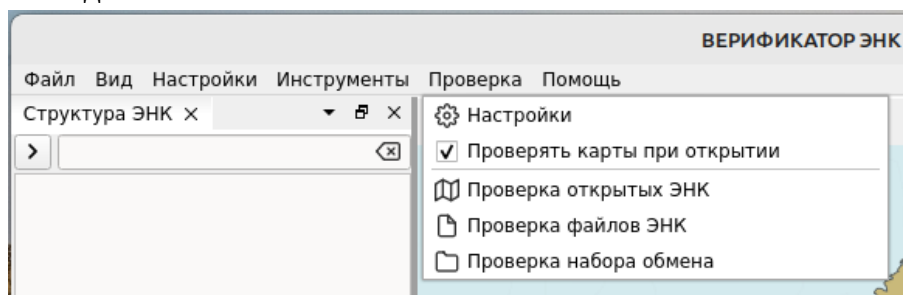 ВЕРИФИКАТОР ЭНК
Файл Вид Настройки Инструменты Проверка Помощь
Структура ЭНК
Настройки
Проверять карты при открытии
Проверка открытых ЭНК
Проверка файлов ЭНК
Проверка набора обмена